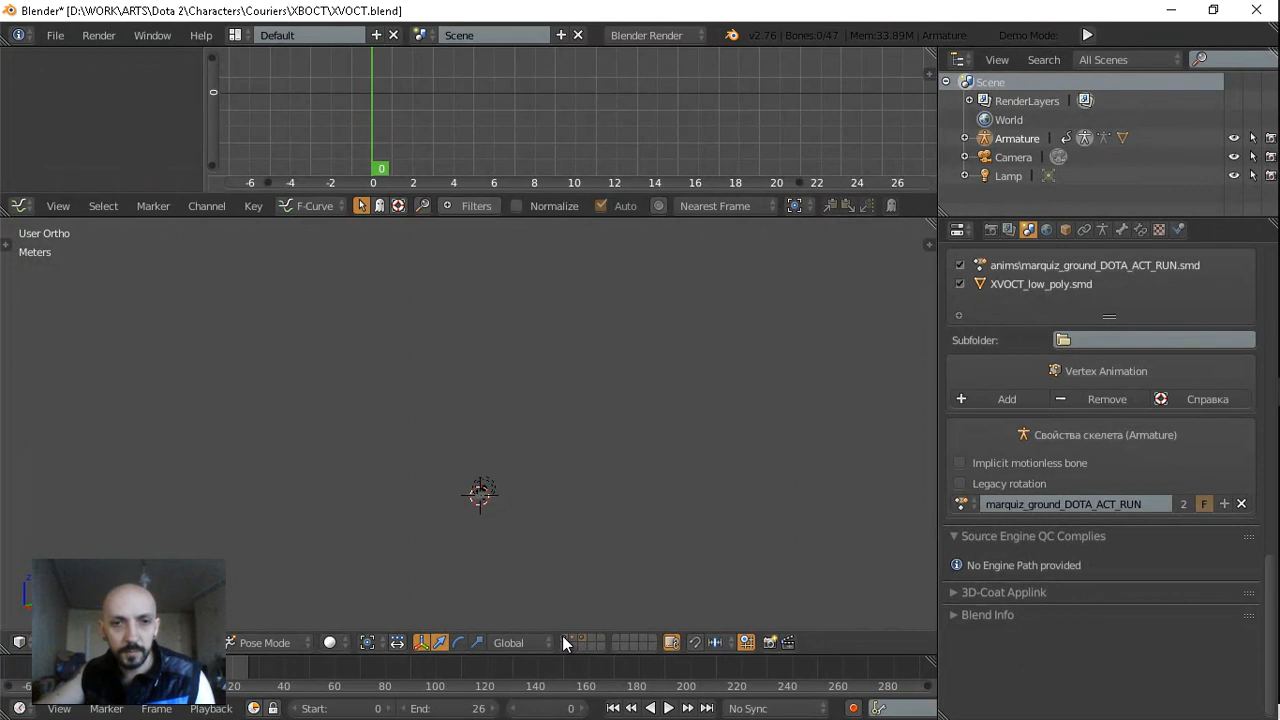 Blender* [D:\WORK\ARTS\Dota 2\Characters\Couriers\XBOCT\XVOCT.blend]
File Render Window Help Default Scene Blender Render v2.76 | Bones:0/47 | Mem:33.89M | Armature Demo Mode:
View Search All Scenes
Scene
RenderLayers
World
Armature
Camera
Lamp
0
-6 -4 -2 0 2 4 6 8 10 12 14 16 18 20 22 24 26
View Select Marker Channel Key F-Curve Filters Normalize Auto Nearest Frame
User Ortho
Meters
anims\marquiz_ground_DOTA_ACT_RUN.smd
XVOCT_low_poly.smd
Subfolder:
Vertex Animation
Add Remove Справка
Свойства скелета (Armature)
Implicit motionless bone
Legacy rotation
marquiz_ground_DOTA_ACT_RUN 2 F
Source Engine QC Complies
No Engine Path provided
3D-Coat Applink
Blend Info
Pose Mode Global
20 40 60 80 100 120 140 160 180 200 220 240 260 280
View Marker Frame Playback Start: 0 End: 26 0 No Sync